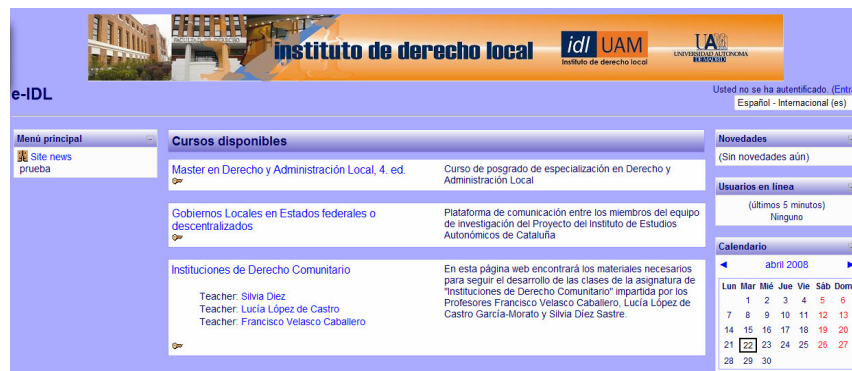 instituto de derecho local
idl UAM
Instituto de derecho local
UA
UNIVERSIDAD AUTONOMA
DE MADRID
e-IDL
Usted no se ha autentificado. (Entr
Español - Internacional (es)
Menú principal
Site news
prueba
Cursos disponibles
Master en Derecho y Administración Local, 4. ed.
Curso de posgrado de especialización en Derecho y
Administración Local
Gobiernos Locales en Estados federales o
descentralizados
Plataforma de comunicación entre los miembros del equipo
de investigación del Proyecto del Instituto de Estudios
Autonómicos de Cataluña
Instituciones de Derecho Comunitario
Teacher: Silvia Diez
Teacher: Lucía López de Castro
Teacher: Francisco Velasco Caballero
En esta página web encontrará los materiales necesarios
para seguir el desarrollo de las clases de la asignatura de
"Instituciones de Derecho Comunitario" impartida por los
Profesores Francisco Velasco Caballero, Lucía López de
Castro García-Morato y Silvia Díez Sastre.
Novedades
(Sin novedades aún)
Usuarios en línea
(últimos 5 minutos)
Ninguno
Calendario
abril 2008
Lun Mar Mié Jue Vie Sáb Dom
1 2 3 4 5 6
7 8 9 10 11 12 13
14 15 16 17 18 19 20
21 22 23 24 25 26 27
28 29 30